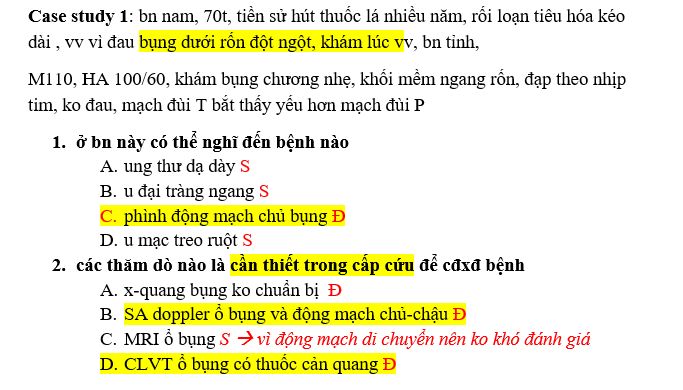 Case study 1: bn nam, 70t, tiền sử hút thuốc lá nhiều năm, rối loạn tiêu hóa kéo
dài , vv vì đau bụng dưới rốn đột ngột, khám lúc vv, bn tỉnh,
M110, HA 100/60, khám bụng chương nhẹ, khối mềm ngang rốn, đạp theo nhịp
tim, ko đau, mạch đùi T bắt thấy yếu hơn mạch đùi P
1. ở bn này có thể nghĩ đến bệnh nào
A. ung thư dạ dày S
B. u đại tràng ngang S
C. phình động mạch chủ bụng Đ
D. u mạc treo ruột S
2. các thăm dò nào là cần thiết trong cấp cứu để cđxđ bệnh
A. x-quang bụng ko chuẩn bị Đ
B. SA doppler ổ bụng và động mạch chủ-chậu Đ
C. MRI ổ bụng S → vì động mạch di chuyển nên ko khó đánh giá
D. CLVT ổ bụng có thuốc cản quang Đ